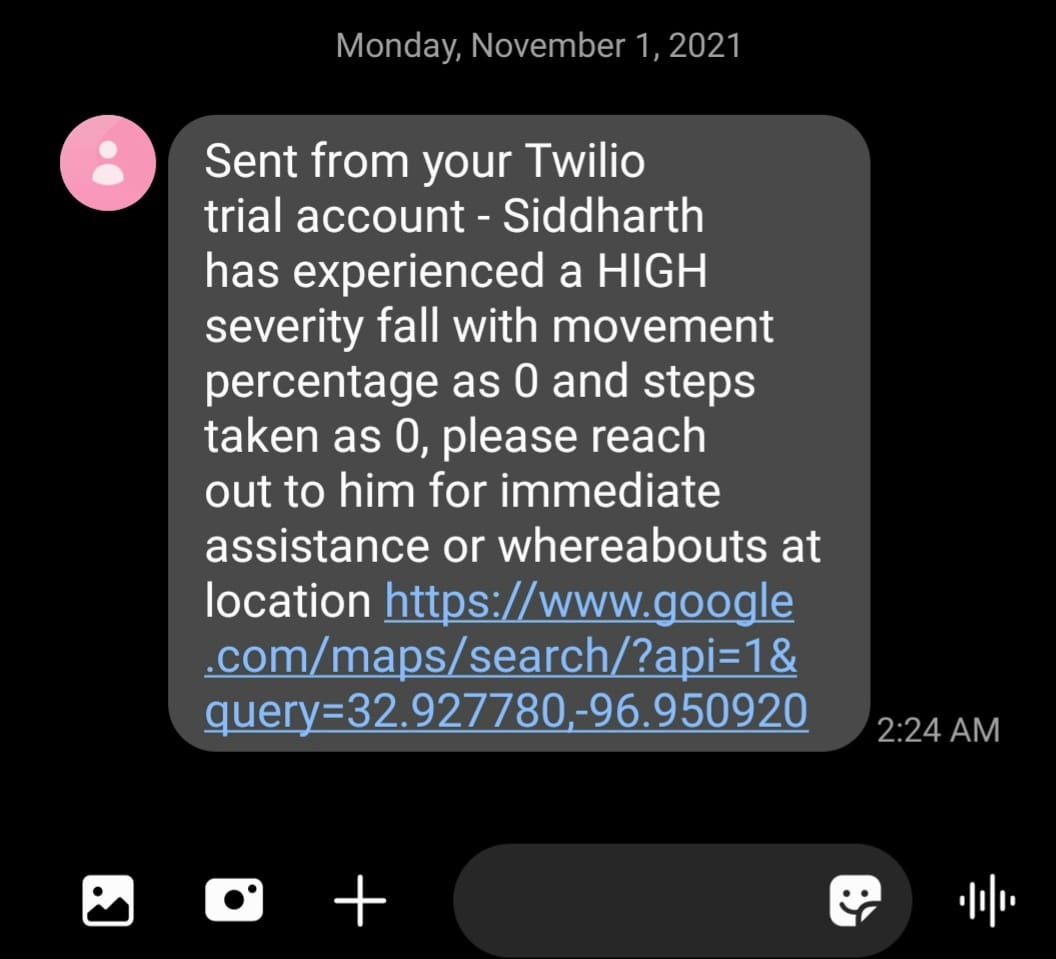 Monday, November 1, 2021
Sent from your Twilio
trial account - Siddharth
has experienced a HIGH
severity fall with movement
percentage as 0 and steps
taken as 0, please reach
out to him for immediate
assistance or whereabouts at
location https://www.google
.com/maps/search/?api=1&
query=32.927780,-96.950920
2:24 AM